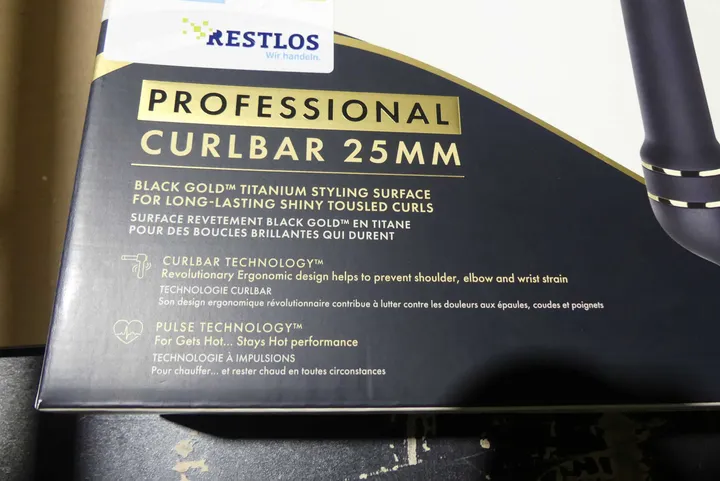 RESTLOS
Wir handeln.
PROFESSIONAL
CURLBAR 25MM
BLACK GOLD™ TITANIUM STYLING SURFACE
FOR LONG-LASTING SHINY TOUSLED CURLS
SURFACE REVETEMENT BLACK GOLD™ EN TITANE
POUR DES BOUCLES BRILLANTES QUI DURENT
CURLBAR TECHNOLOGY™
Revolutionary Ergonomic design helps to prevent shoulder, elbow and wrist strain
TECHNOLOGIE CURLBAR
Son design ergonomique révolutionnaire contribue à lutter contre les douleurs aux épaules, coudes et poignets
PULSE TECHNOLOGY™
For Gets Hot... Stays Hot performance
TECHNOLOGIE À IMPULSIONS
Pour chauffer... et rester chaud en toutes circonstances